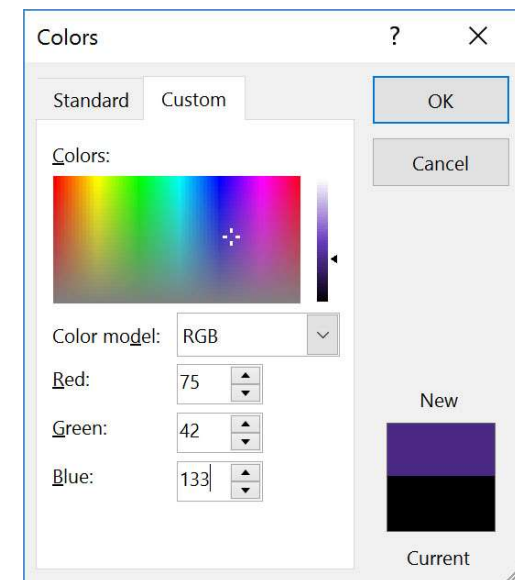 Colors ? X
Standard Custom
OK
Cancel
Colors:
Color model: RGB
Red: 75
Green: 42
Blue: 133
New
Current